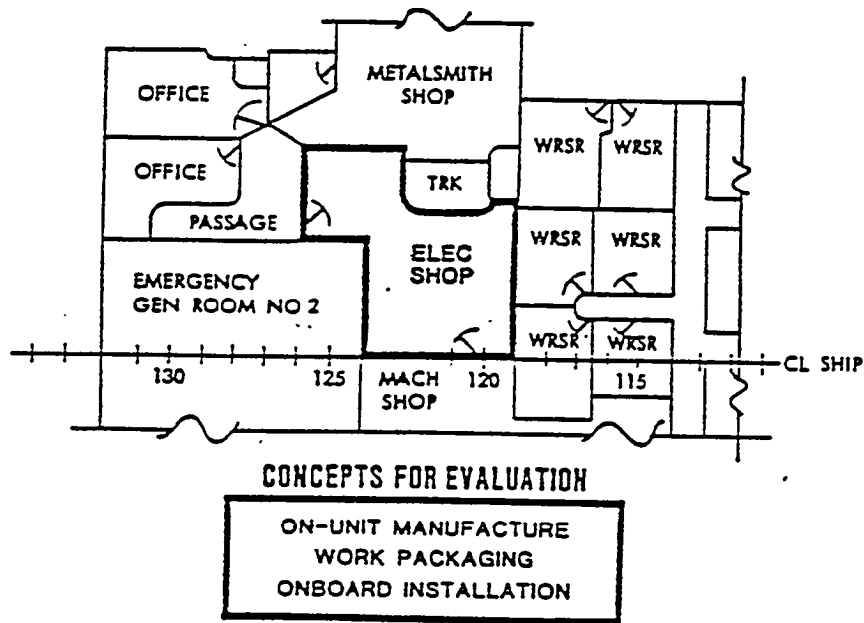 METALSMITH
SHOP
OFFICE
WRSR
WRSR
OFFICE
TRK
PASSAGE
ELEC
SHOP
WRSR
WRSR
EMERGENCY
GEN ROOM NO 2
WRSR
WRSR
CL SHIP
130
125
120
115
MACH
SHOP
CONCEPTS FOR EVALUATION
ON-UNIT MANUFACTURE
WORK PACKAGING
ONBOARD INSTALLATION